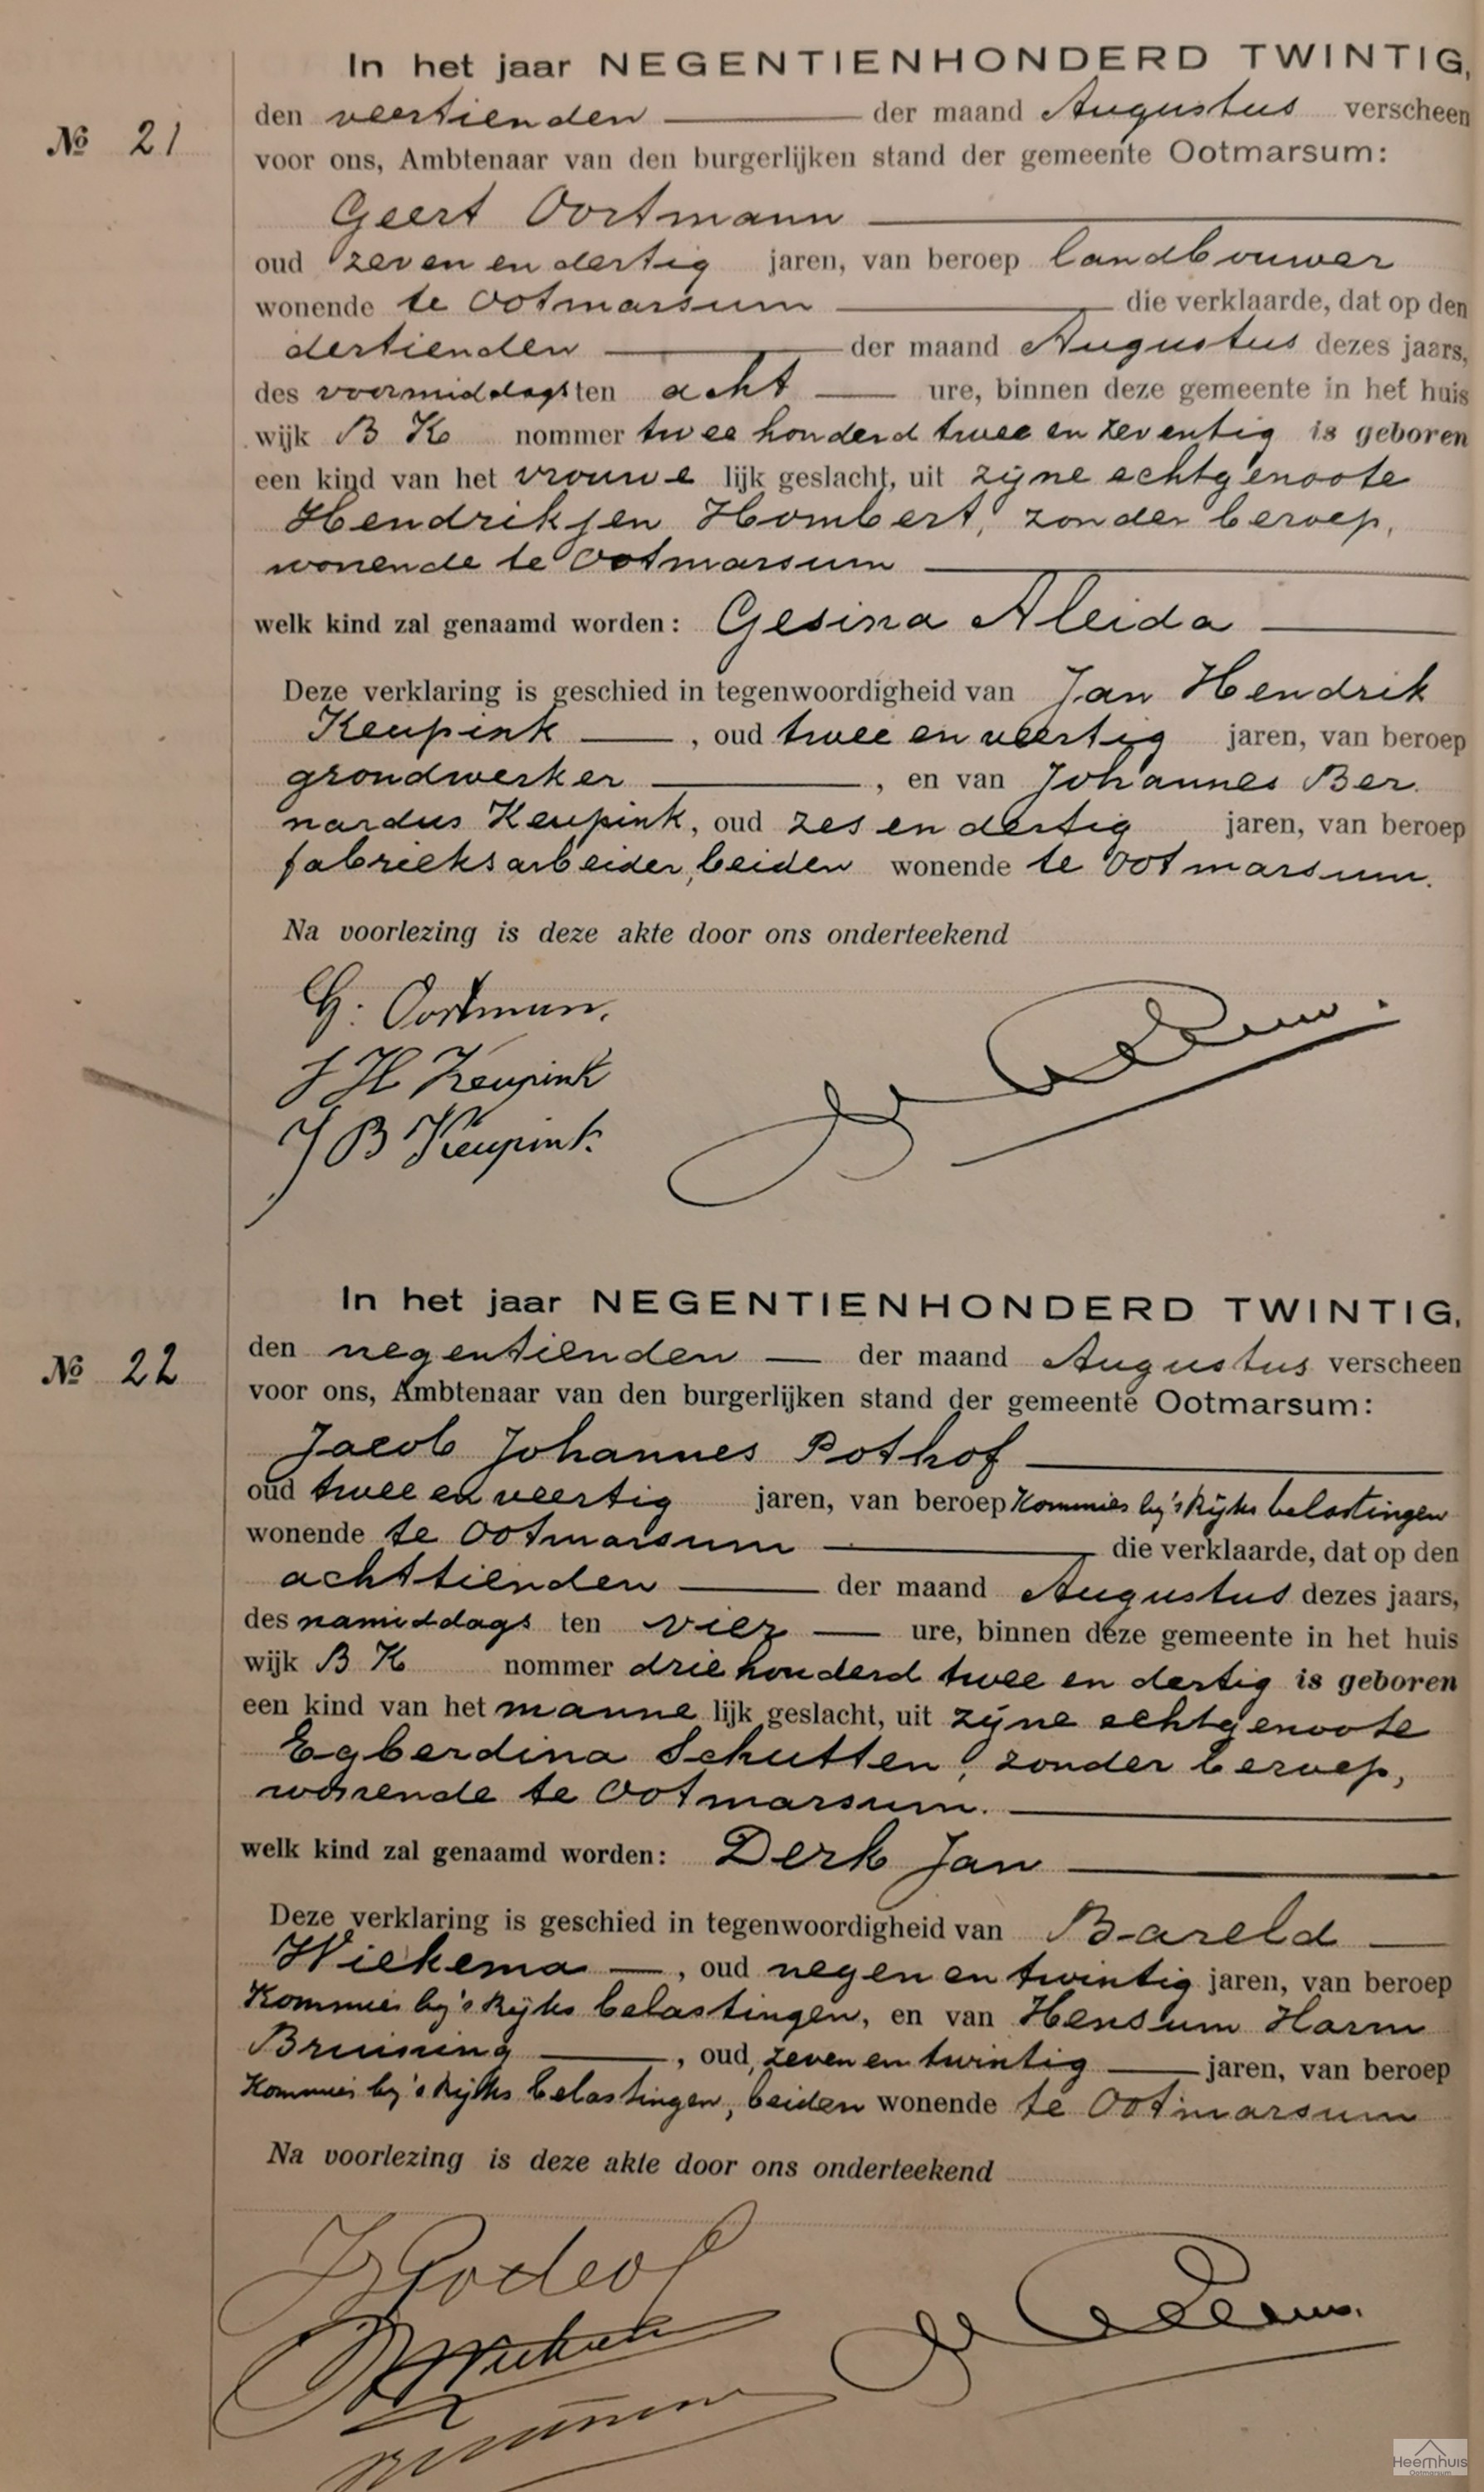 In het jaar NEGENTIENHONDERD TWINTIG,
№ 21
den veertienden der maand Augustus verscheen
voor ons, Ambtenaar van den burgerlijken stand der gemeente Ootmarsum:
Geert Oortmann
oud zeven en dertig jaren, van beroep landbouwer
wonende te Ootmarsum die verklaarde, dat op den
dertienden der maand Augustus dezes jaars,
des voormiddags ten acht ure, binnen deze gemeente in het huis
wijk B K nommer twee honderd twee en zeventig is geboren
een kind van het vrouwe lijk geslacht, uit zijne echtgenoote
Hendrikjen Hombert, zonder beroep,
wonende te Ootmarsum
welk kind zal genaamd worden: Gesina Aleida
Deze verklaring is geschied in tegenwoordigheid van Jan Hendrik
Keupink, oud twee en veertig jaren, van beroep
grondwerker, en van Johannes Ber
nardus Keupink, oud zes en dertig jaren, van beroep
fabrieksarbeider, beiden wonende te Ootmarsum.
Na voorlezing is deze akte door ons onderteekend
G. Oortman.
J H Keupink
J B Keupink
In het jaar NEGENTIENHONDERD TWINTIG,
№ 22
den negentienden der maand Augustus verscheen
voor ons, Ambtenaar van den burgerlijken stand der gemeente Ootmarsum:
Jacob Johannes Pothof
oud twee en veertig jaren, van beroep Kommies bij 's Rijks belastingen
wonende te Ootmarsum die verklaarde, dat op den
achttienden der maand Augustus dezes jaars,
des namiddags ten vier ure, binnen deze gemeente in het huis
wijk B K nommer driehonderd twee en dertig is geboren
een kind van het manne lijk geslacht, uit zijne echtgenoote
Egberdina Schutten, zonder beroep,
wonende te Ootmarsum.
welk kind zal genaamd worden: Derk Jan
Deze verklaring is geschied in tegenwoordigheid van Bareld
Wiekema, oud negen en twintig jaren, van beroep
Kommies bij 's Rijks belastingen, en van Hensum Harm
Bruining, oud zeven en twintig jaren, van beroep
Kommies bij 's Rijks belastingen, beiden wonende te Ootmarsum
Na voorlezing is deze akte door ons onderteekend
Heemhuis
Ootmarsum